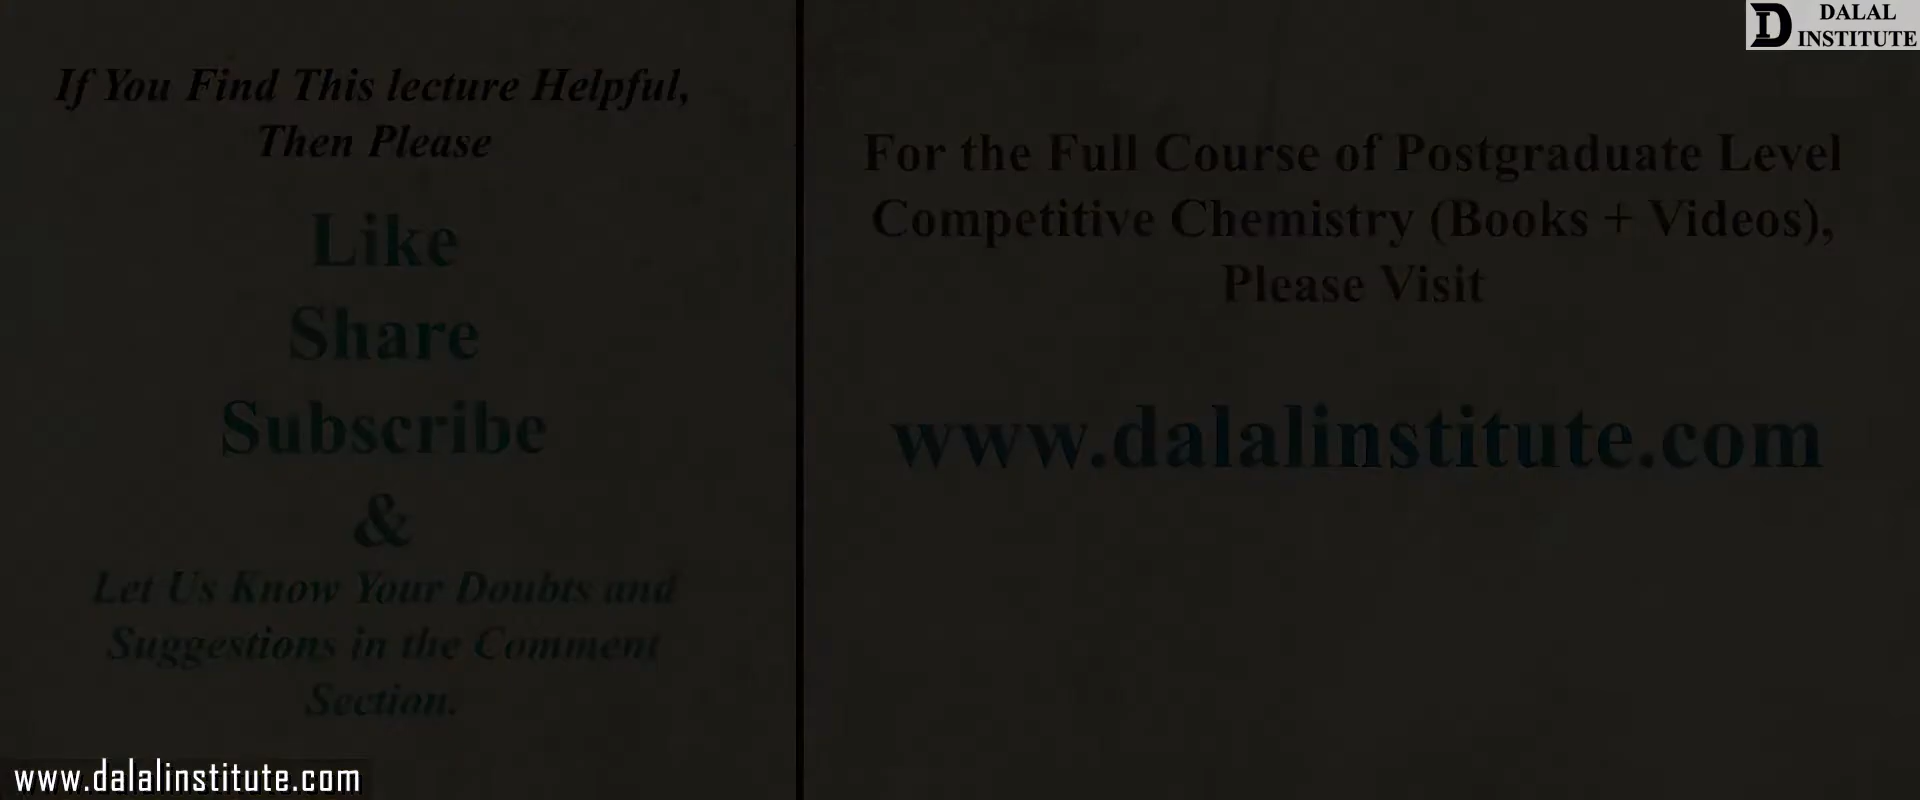 DALAL
INSTITUTE
If You Find This lecture Helpful,
Then Please
Like
Share
Subscribe
&
Let Us Know Your Doubts and
Suggestions in the Comment
Section.
For the Full Course of Postgraduate Level
Competitive Chemistry (Books + Videos),
Please Visit
www.dalalinstitute.com
www.dalalinstitute.com